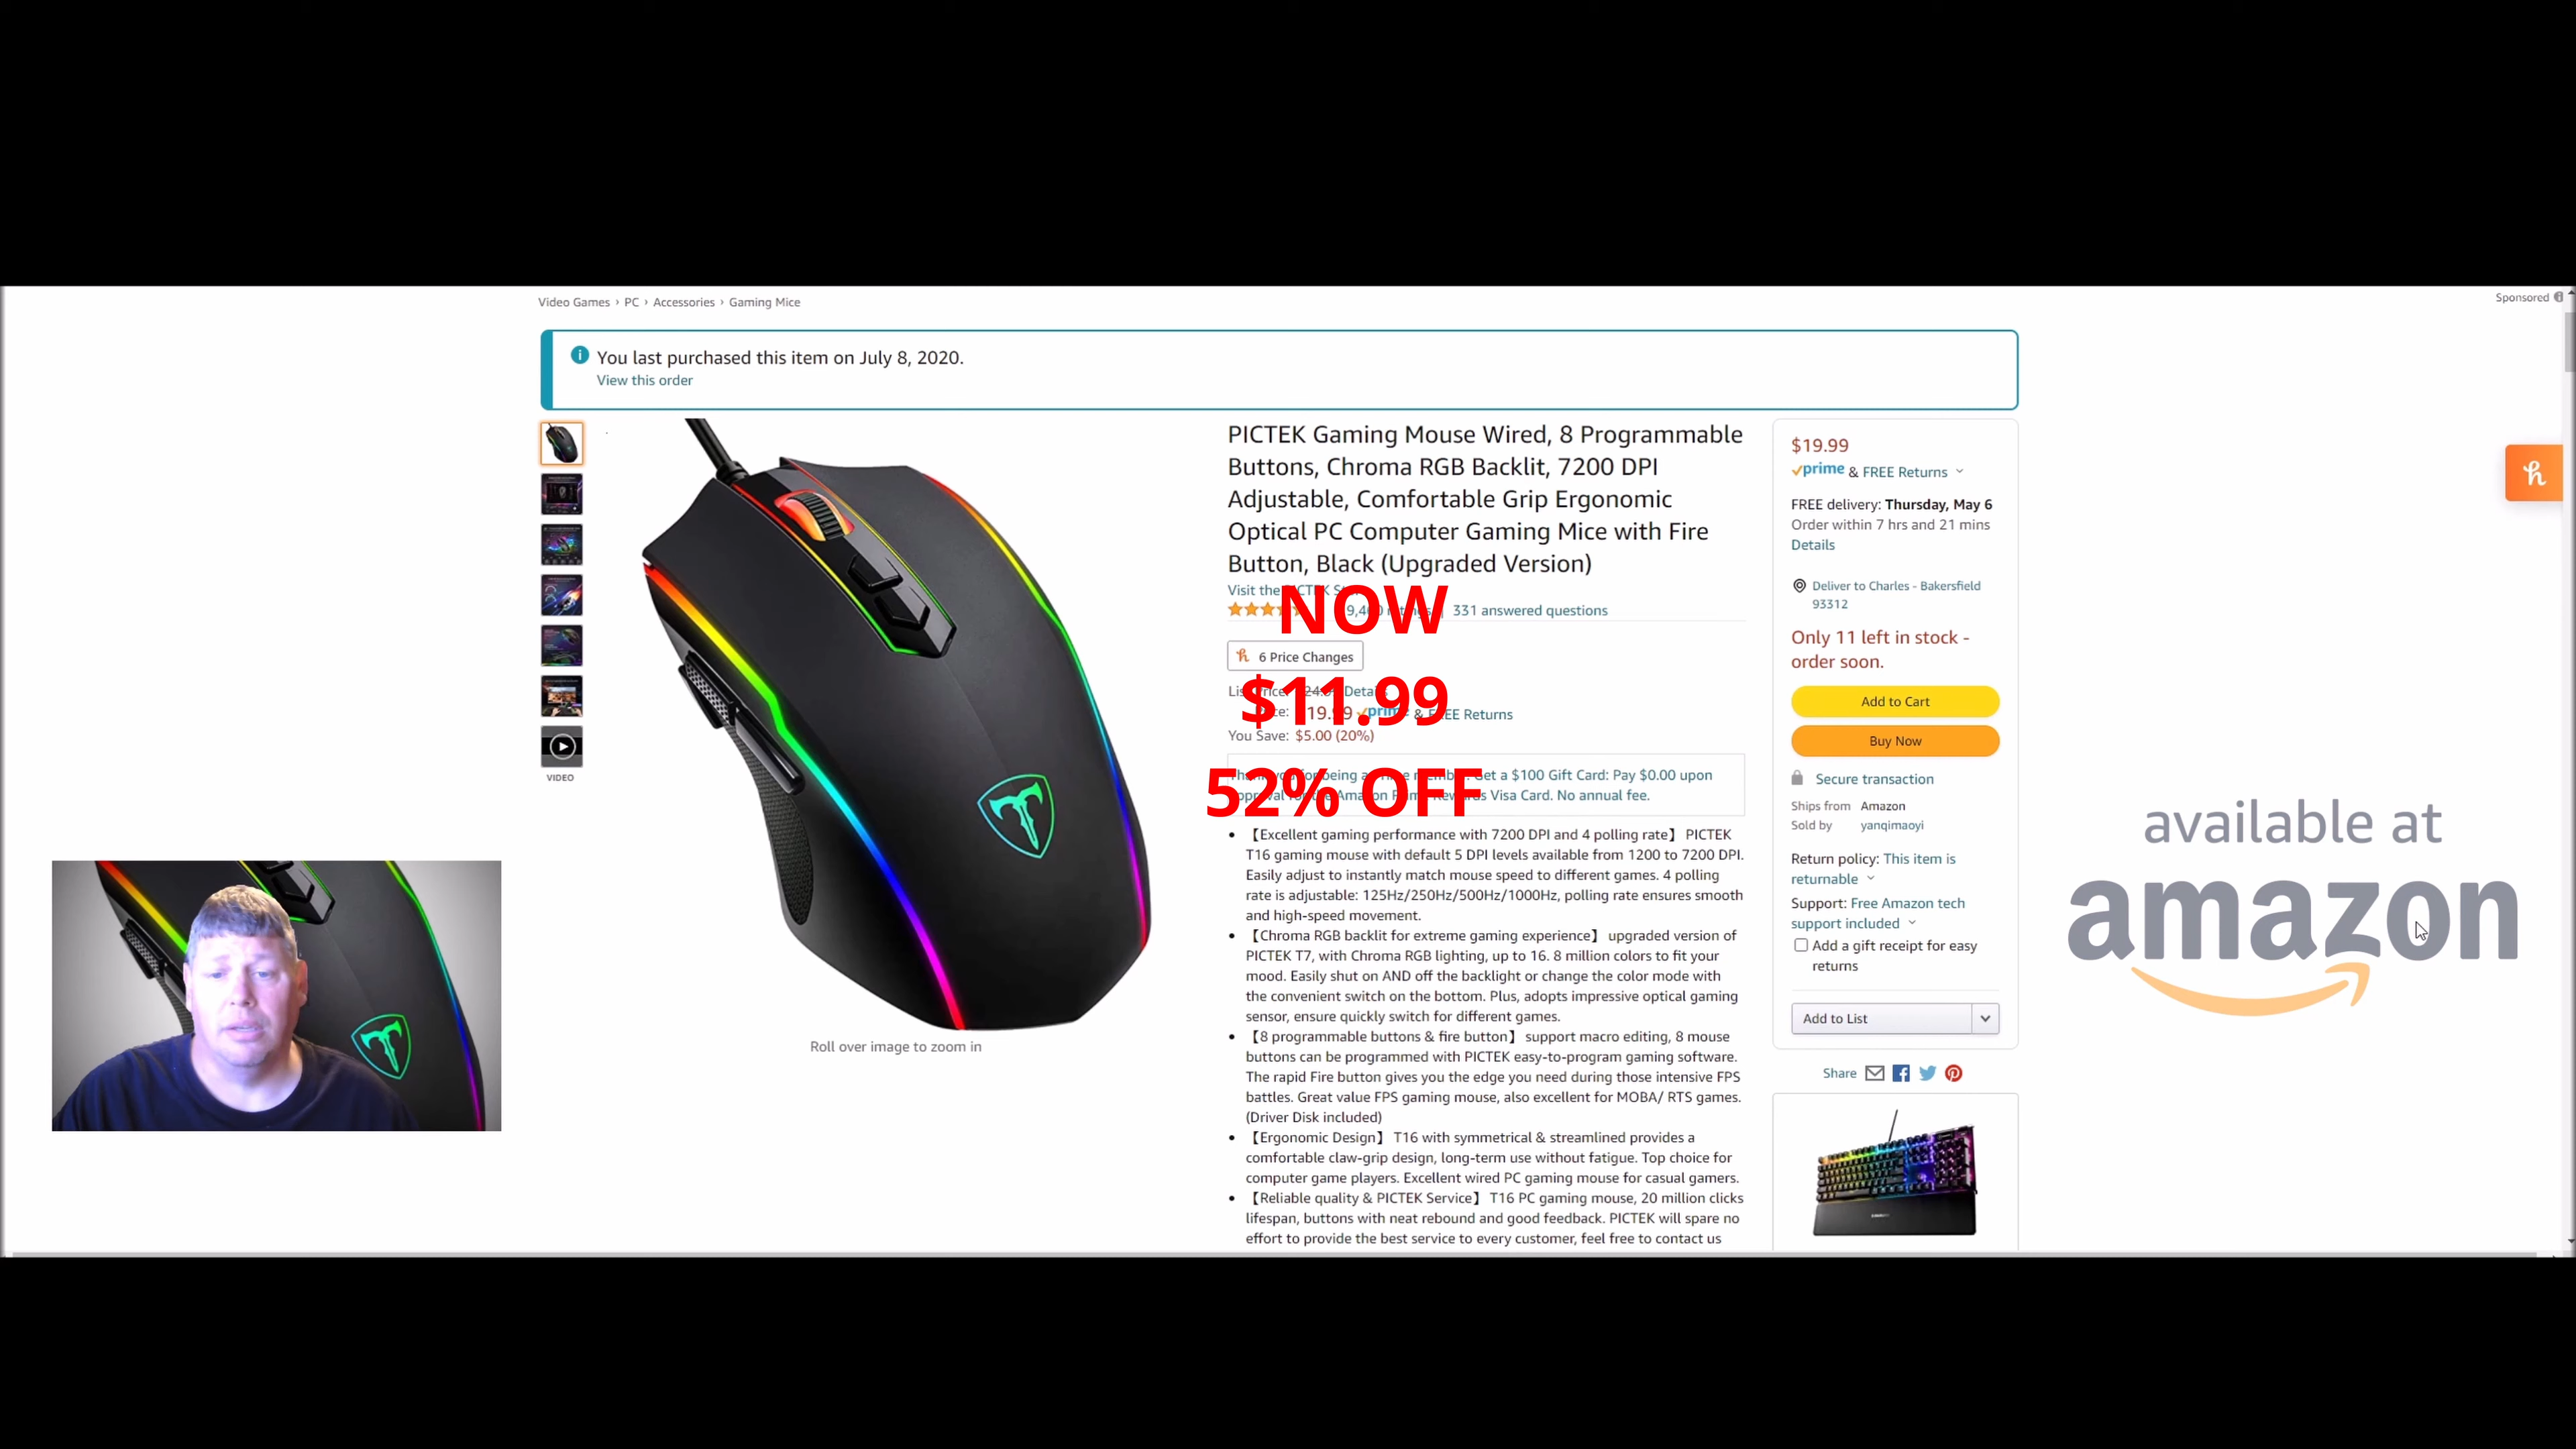 Video Games › PC › Accessories › Gaming Mice
Sponsored
You last purchased this item on July 8, 2020.
View this order
VIDEO
Roll over image to zoom in
PICTEK Gaming Mouse Wired, 8 Programmable
Buttons, Chroma RGB Backlit, 7200 DPI
Adjustable, Comfortable Grip Ergonomic
Optical PC Computer Gaming Mice with Fire
Button, Black (Upgraded Version)
Visit the PICTEK
331 answered questions
NOW
6 Price Changes
Details
$11.99
& FREE Returns
You Save: $5.00 (20%)
Get a $100 Gift Card: Pay $0.00 upon
Visa Card. No annual fee.
52% OFF
【Excellent gaming performance with 7200 DPI and 4 polling rate】 PICTEK
T16 gaming mouse with default 5 DPI levels available from 1200 to 7200 DPI.
Easily adjust to instantly match mouse speed to different games. 4 polling
rate is adjustable: 125Hz/250Hz/500Hz/1000Hz, polling rate ensures smooth
and high-speed movement.
【Chroma RGB backlit for extreme gaming experience】 upgraded version of
PICTEK T7, with Chroma RGB lighting, up to 16. 8 million colors to fit your
mood. Easily shut on AND off the backlight or change the color mode with
the convenient switch on the bottom. Plus, adopts impressive optical gaming
sensor, ensure quickly switch for different games.
【8 programmable buttons & fire button】 support macro editing, 8 mouse
buttons can be programmed with PICTEK easy-to-program gaming software.
The rapid Fire button gives you the edge you need during those intensive FPS
battles. Great value FPS gaming mouse, also excellent for MOBA/ RTS games.
(Driver Disk included)
【Ergonomic Design】 T16 with symmetrical & streamlined provides a
comfortable claw-grip design, long-term use without fatigue. Top choice for
computer game players. Excellent wired PC gaming mouse for casual gamers.
【Reliable quality & PICTEK Service】 T16 PC gaming mouse, 20 million clicks
lifespan, buttons with neat rebound and good feedback. PICTEK will spare no
effort to provide the best service to every customer, feel free to contact us
$19.99
prime & FREE Returns
FREE delivery: Thursday, May 6
Order within 7 hrs and 21 mins
Details
Deliver to Charles - Bakersfield
93312
Only 11 left in stock -
order soon.
Add to Cart
Buy Now
Secure transaction
Ships from Amazon
Sold by yanqimaoyi
Return policy: This item is
returnable
Support: Free Amazon tech
support included
Add a gift receipt for easy
returns
Add to List
Share
available at
amazon